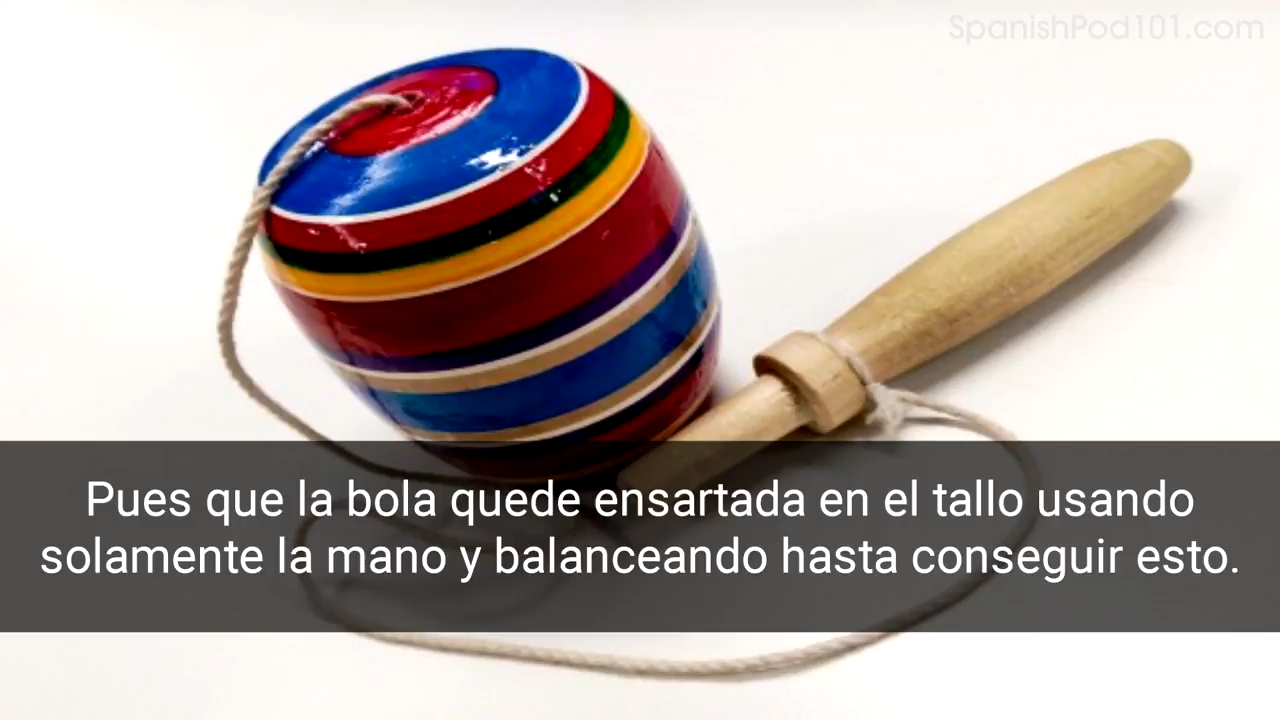 SpanishPod101.com
Pues que la bola quede ensartada en el tallo usando
solamente la mano y balanceando hasta conseguir esto.